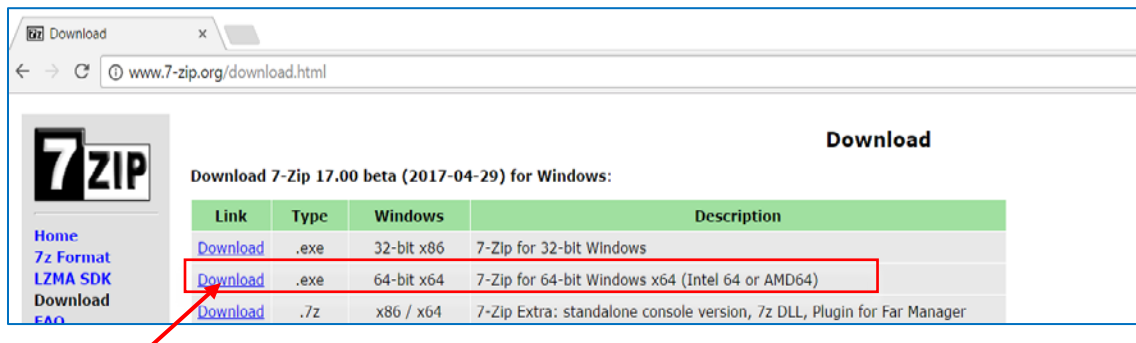 Download
www.7-zip.org/download.html
7 ZIP
Download
Download 7-Zip 17.00 beta (2017-04-29) for Windows:
Link Type Windows Description
Download .exe 32-bit x86 7-Zip for 32-bit Windows
Download .exe 64-bit x64 7-Zip for 64-bit Windows x64 (Intel 64 or AMD64)
Download .7z x86 / x64 7-Zip Extra: standalone console version, 7z DLL, Plugin for Far Manager
Home
7z Format
LZMA SDK
Download
FAQ